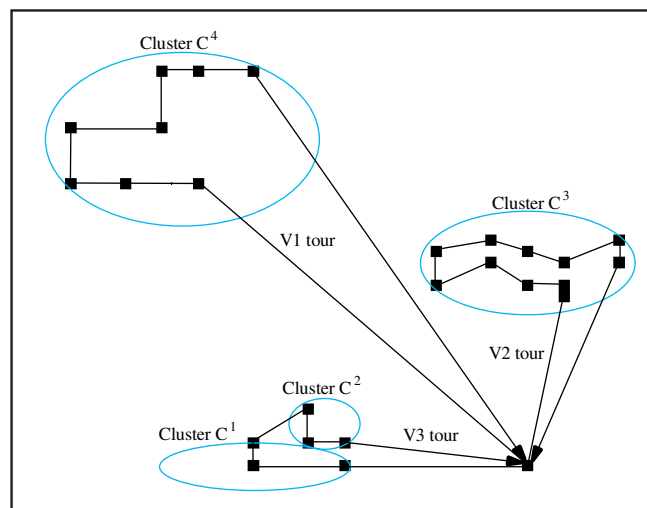 Cluster C⁴
Cluster C³
V1 tour
V2 tour
Cluster C²
Cluster C¹
V3 tour